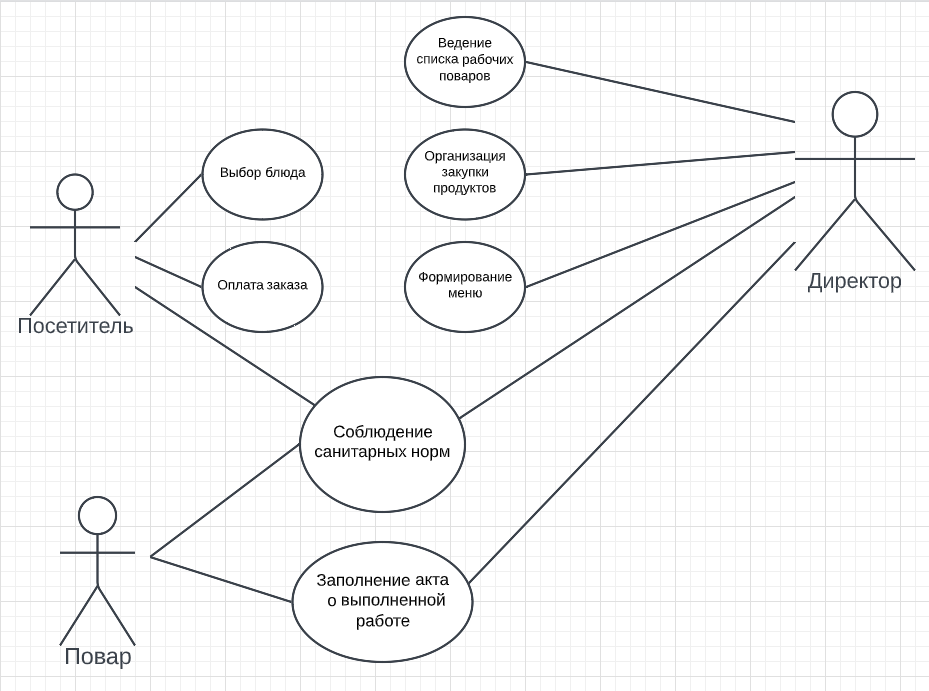 Ведение
списка рабочих
поваров
Выбор блюда
Организация
закупки
продуктов
Оплата заказа
Формирование
меню
Директор
Посетитель
Соблюдение
санитарных норм
Заполнение акта
о выполненной
работе
Повар